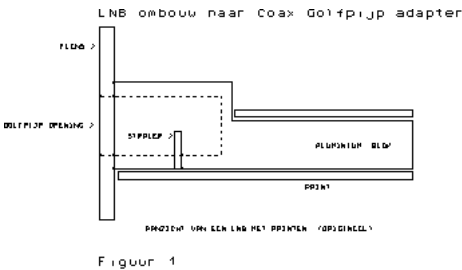 LNB ombouw naar Coax Golfpijp adapter
FLENS >
GOLFPIJP OPENING >
STRALER >
ALUMINIUM BLOK
PRINT
AANZICHT VAN EEN LNB MET PRINTEN (ORIGINEEL)
Figuur 1